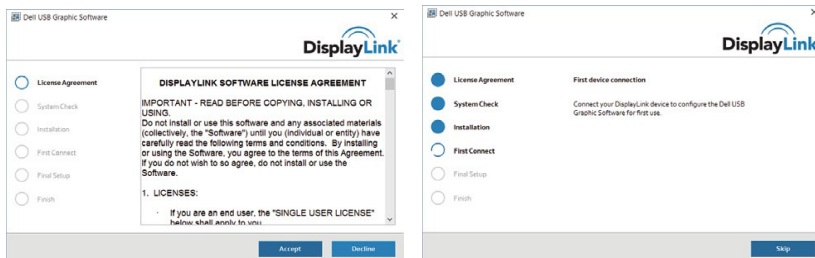 Dell USB Graphic Software
DisplayLink
License Agreement
System Check
Installation
First Connect
Final Setup
Finish
DISPLAYLINK SOFTWARE LICENSE AGREEMENT
IMPORTANT - READ BEFORE COPYING, INSTALLING OR
USING.
Do not install or use this software and any associated materials
(collectively, the "Software") until you (individual or entity) have
carefully read the following terms and conditions. By installing
or using the Software, you agree to the terms of this Agreement.
If you do not wish to so agree, do not install or use the
Software.
1. LICENSES:
· If you are an end user, the "SINGLE USER LICENSE"
below shall apply to you
Accept
Decline
Dell USB Graphic Software
DisplayLink
License Agreement
System Check
Installation
First Connect
Final Setup
Finish
First device connection
Connect your DisplayLink device to configure the Dell USB
Graphic Software for first use.
Skip